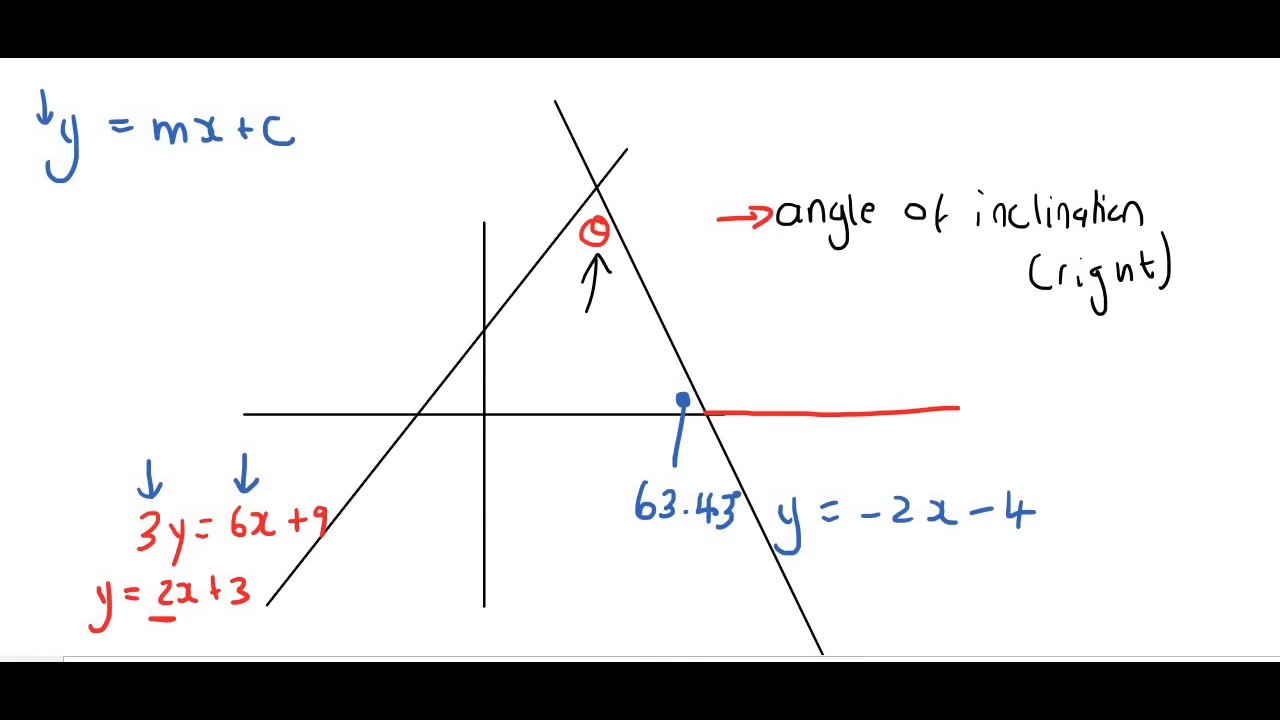 y = mx + c
θ
→ angle of inclination
(right)
63.43°
3y = 6x + 9
y = -2x - 4
y = 2x + 3